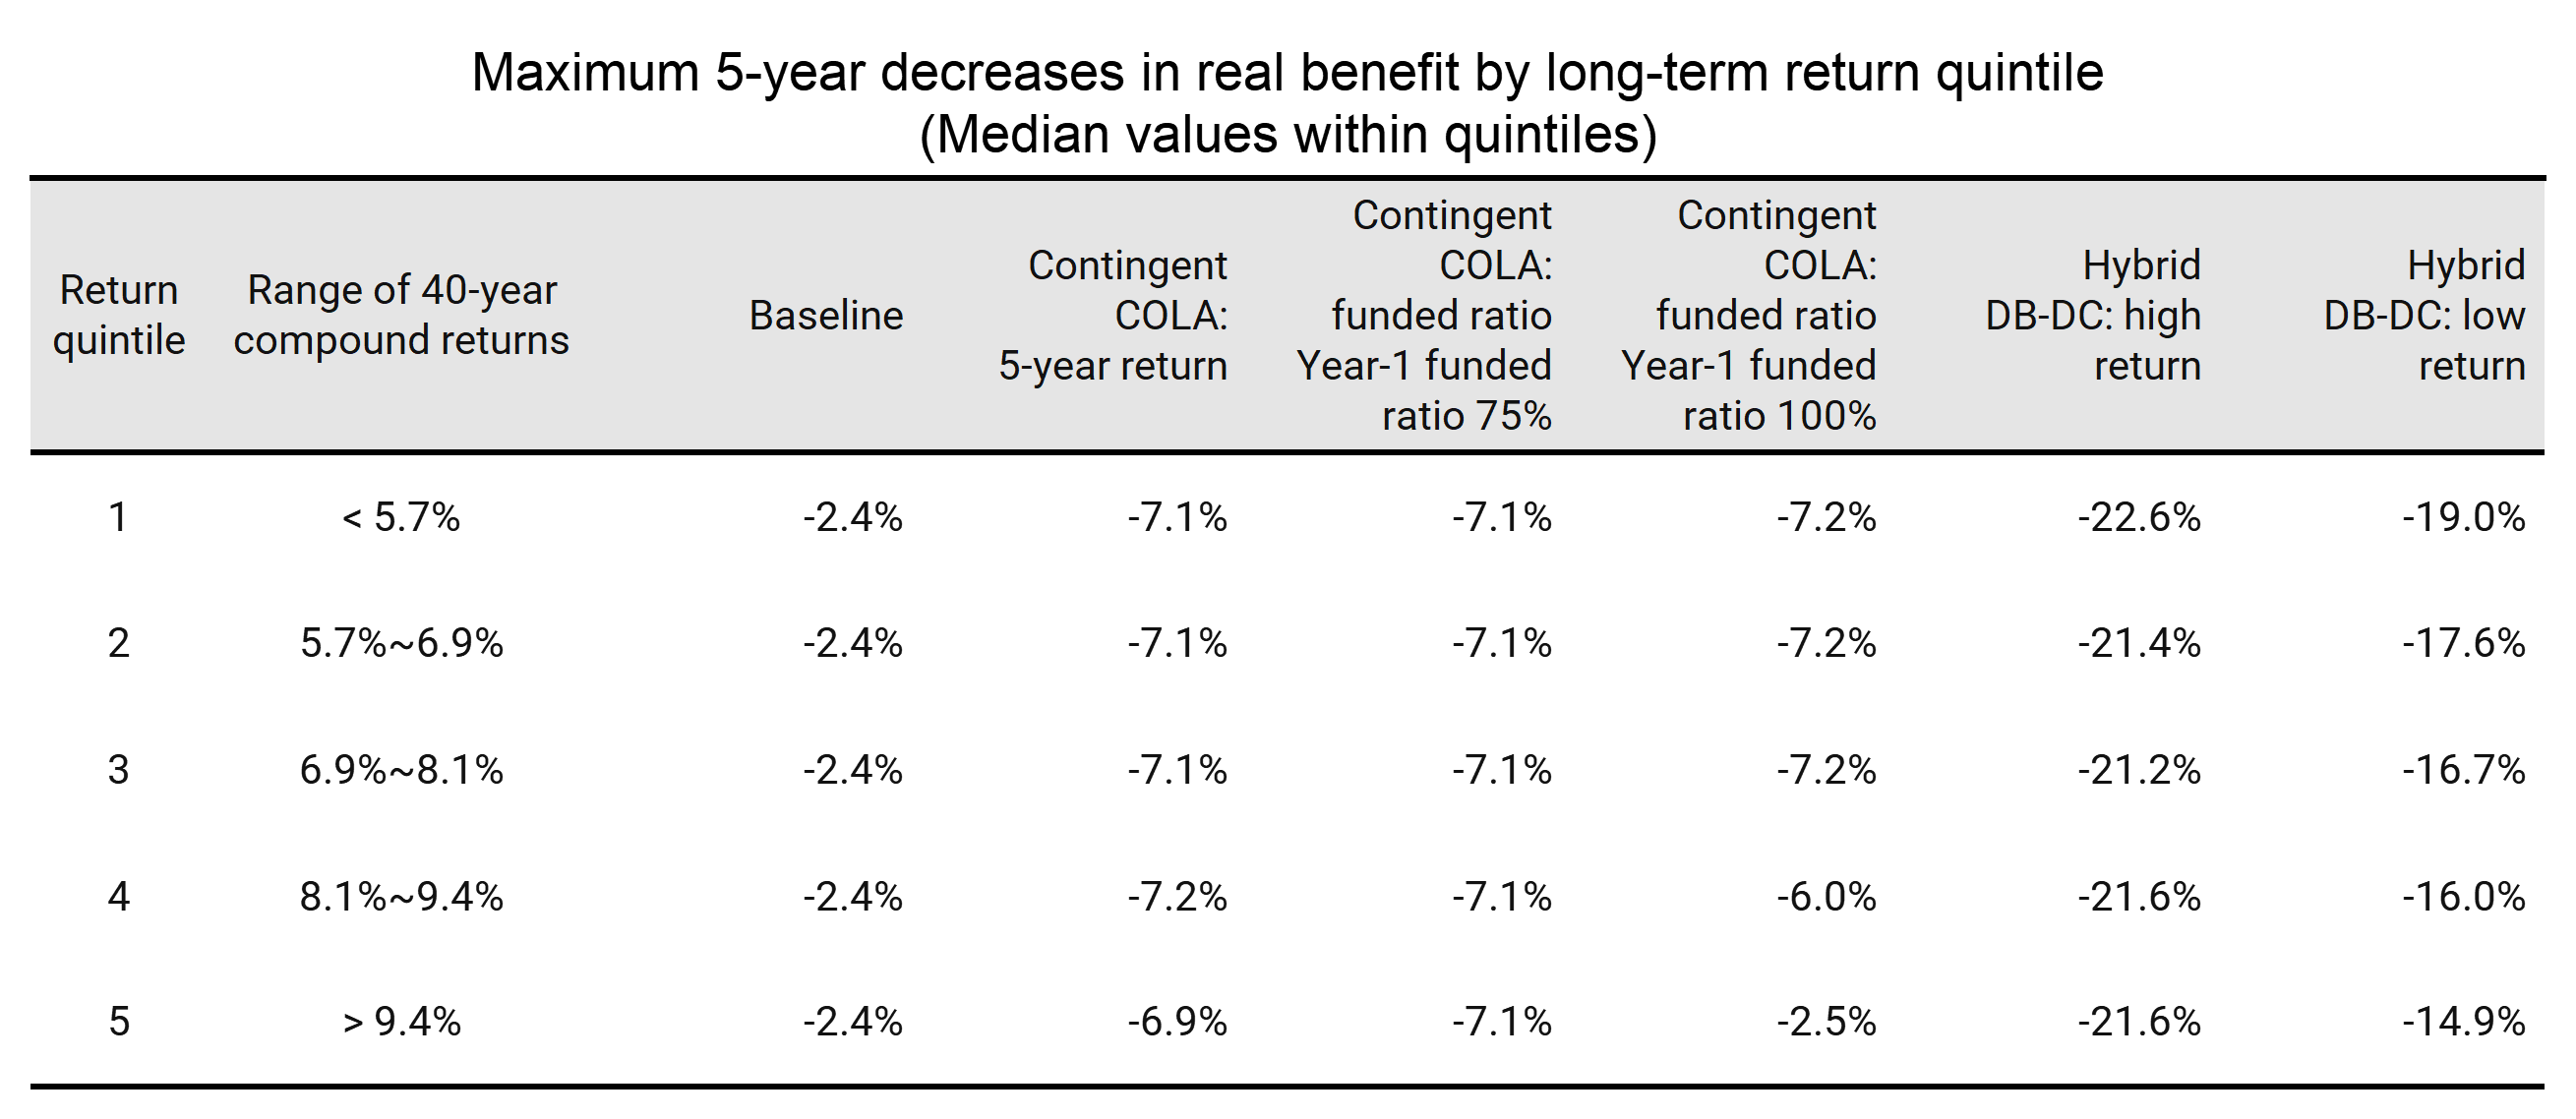 Maximum 5-year decreases in real benefit by long-term return quintile
(Median values within quintiles)
Return quintile
Range of 40-year compound returns
Baseline
Contingent COLA: 5-year return
Contingent COLA: funded ratio Year-1 funded ratio 75%
Contingent COLA: funded ratio Year-1 funded ratio 100%
Hybrid DB-DC: high return
Hybrid DB-DC: low return
1 < 5.7% -2.4% -7.1% -7.1% -7.2% -22.6% -19.0%
2 5.7%~6.9% -2.4% -7.1% -7.1% -7.2% -21.4% -17.6%
3 6.9%~8.1% -2.4% -7.1% -7.1% -7.2% -21.2% -16.7%
4 8.1%~9.4% -2.4% -7.2% -7.1% -6.0% -21.6% -16.0%
5 > 9.4% -2.4% -6.9% -7.1% -2.5% -21.6% -14.9%